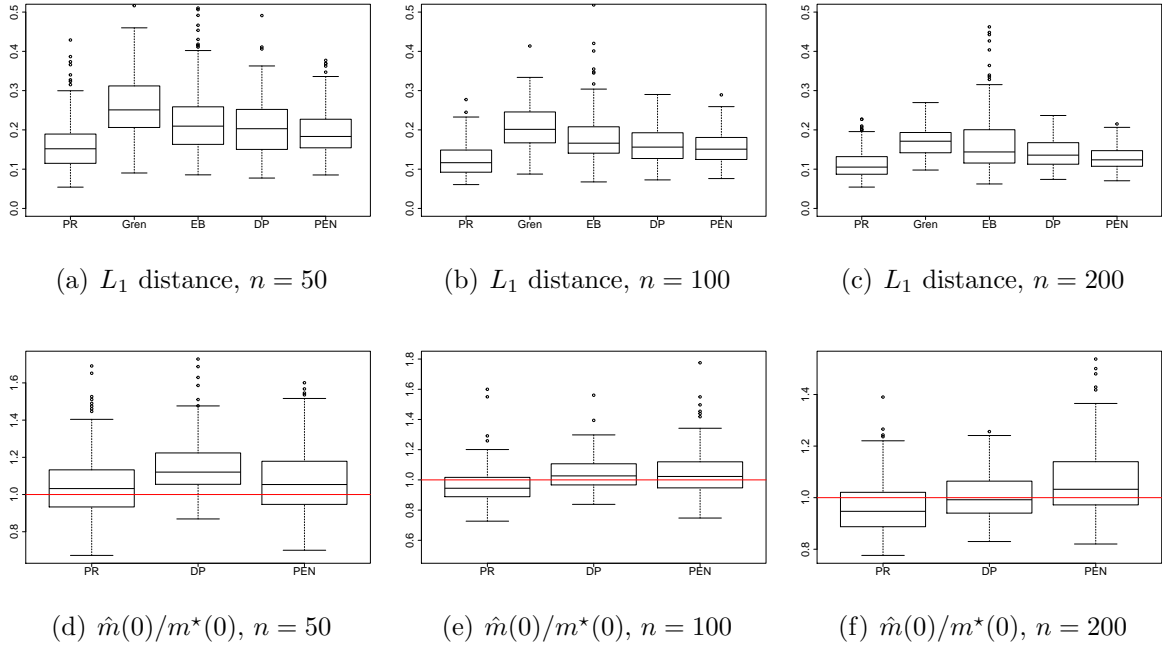 0.0 0.1 0.2 0.3 0.4 0.5
PR Gren EB DP PEN
0.0 0.1 0.2 0.3 0.4 0.5
PR Gren EB DP PEN
0.0 0.1 0.2 0.3 0.4 0.5
PR Gren EB DP PEN
(a) L₁ distance, n = 50
(b) L₁ distance, n = 100
(c) L₁ distance, n = 200
0.8 1.0 1.2 1.4 1.6
PR DP PEN
0.6 0.8 1.0 1.2 1.4 1.6 1.8
PR DP PEN
0.8 1.0 1.2 1.4
PR DP PEN
(d) m̂(0)/m⋆(0), n = 50
(e) m̂(0)/m⋆(0), n = 100
(f) m̂(0)/m⋆(0), n = 200